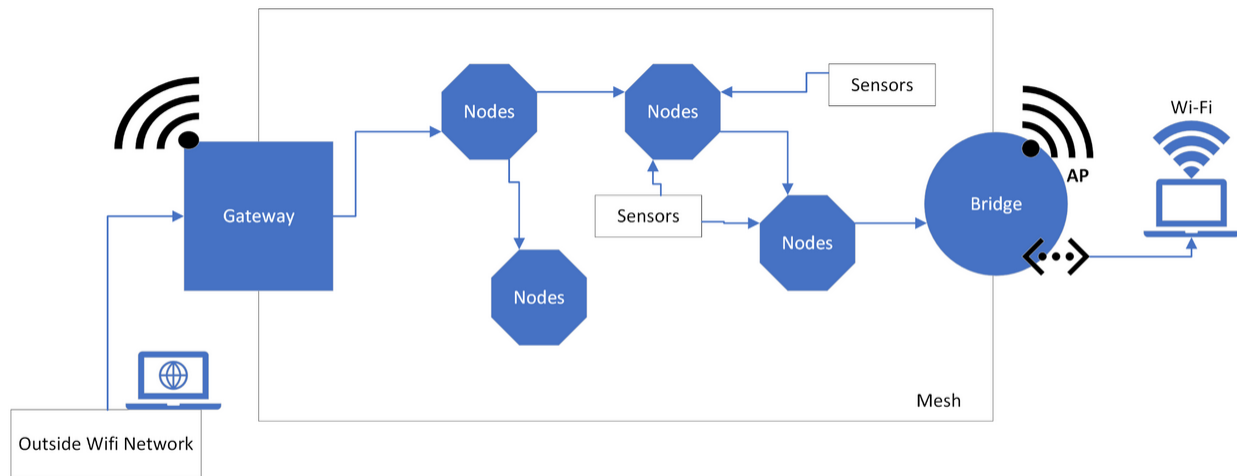 Nodes
Nodes
Sensors
Wi-Fi
AP
Gateway
Sensors
Bridge
Nodes
Nodes
Mesh
Outside Wifi Network